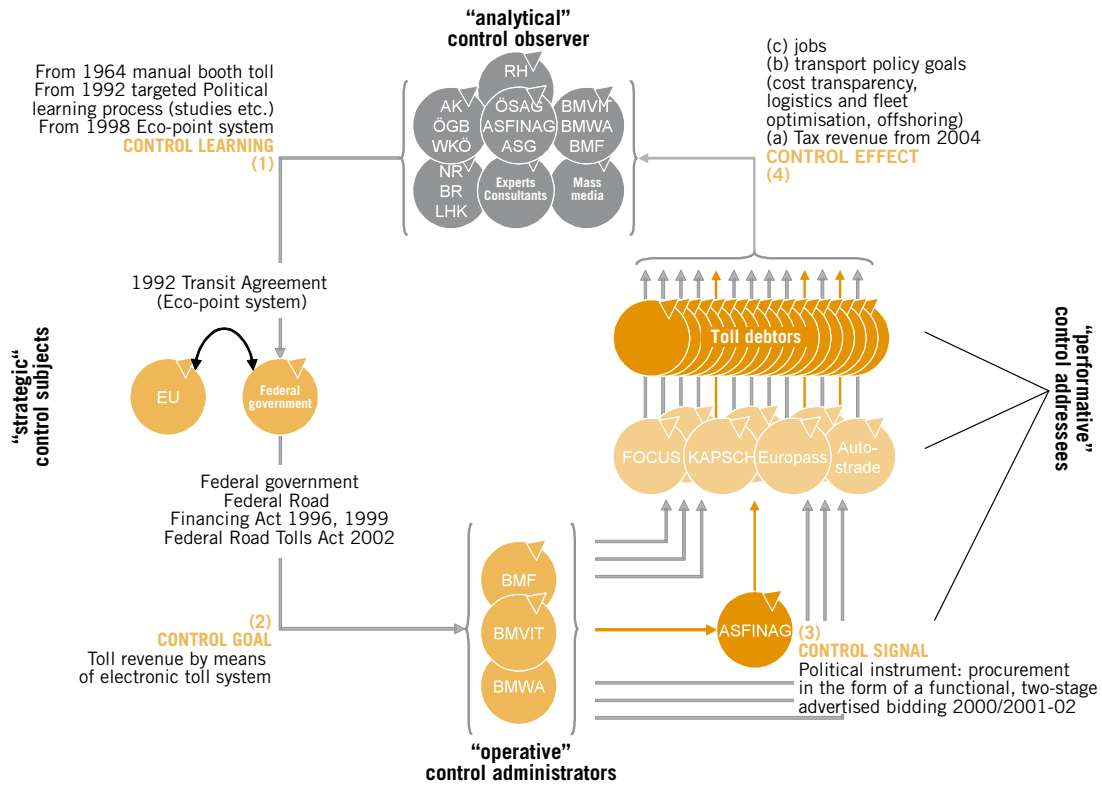 “analytical”
control observer
From 1964 manual booth toll
From 1992 targeted Political
learning process (studies etc.)
From 1998 Eco-point system
CONTROL LEARNING
(1)
RH
AK
ÖGB
WKÖ
ÖSAG
ASFINAG
ASG
BMVIT
BMWA
BMF
NR
BR
LHK
Experts
Consultants
Mass
media
(c) jobs
(b) transport policy goals
(cost transparency,
logistics and fleet
optimisation, offshoring)
(a) Tax revenue from 2004
CONTROL EFFECT
(4)
1992 Transit Agreement
(Eco-point system)
“strategic“
control subjects
EU
Federal
government
Toll debtors
“performative”
control addressees
FOCUS
KAPSCH
Europass
Auto-
strade
Federal government
Federal Road
Financing Act 1996, 1999
Federal Road Tolls Act 2002
(2)
CONTROL GOAL
Toll revenue by means
of electronic toll system
BMF
BMVIT
BMWA
ASFINAG
(3)
CONTROL SIGNAL
Political instrument: procurement
in the form of a functional, two-stage
advertised bidding 2000/2001-02
“operative”
control administrators